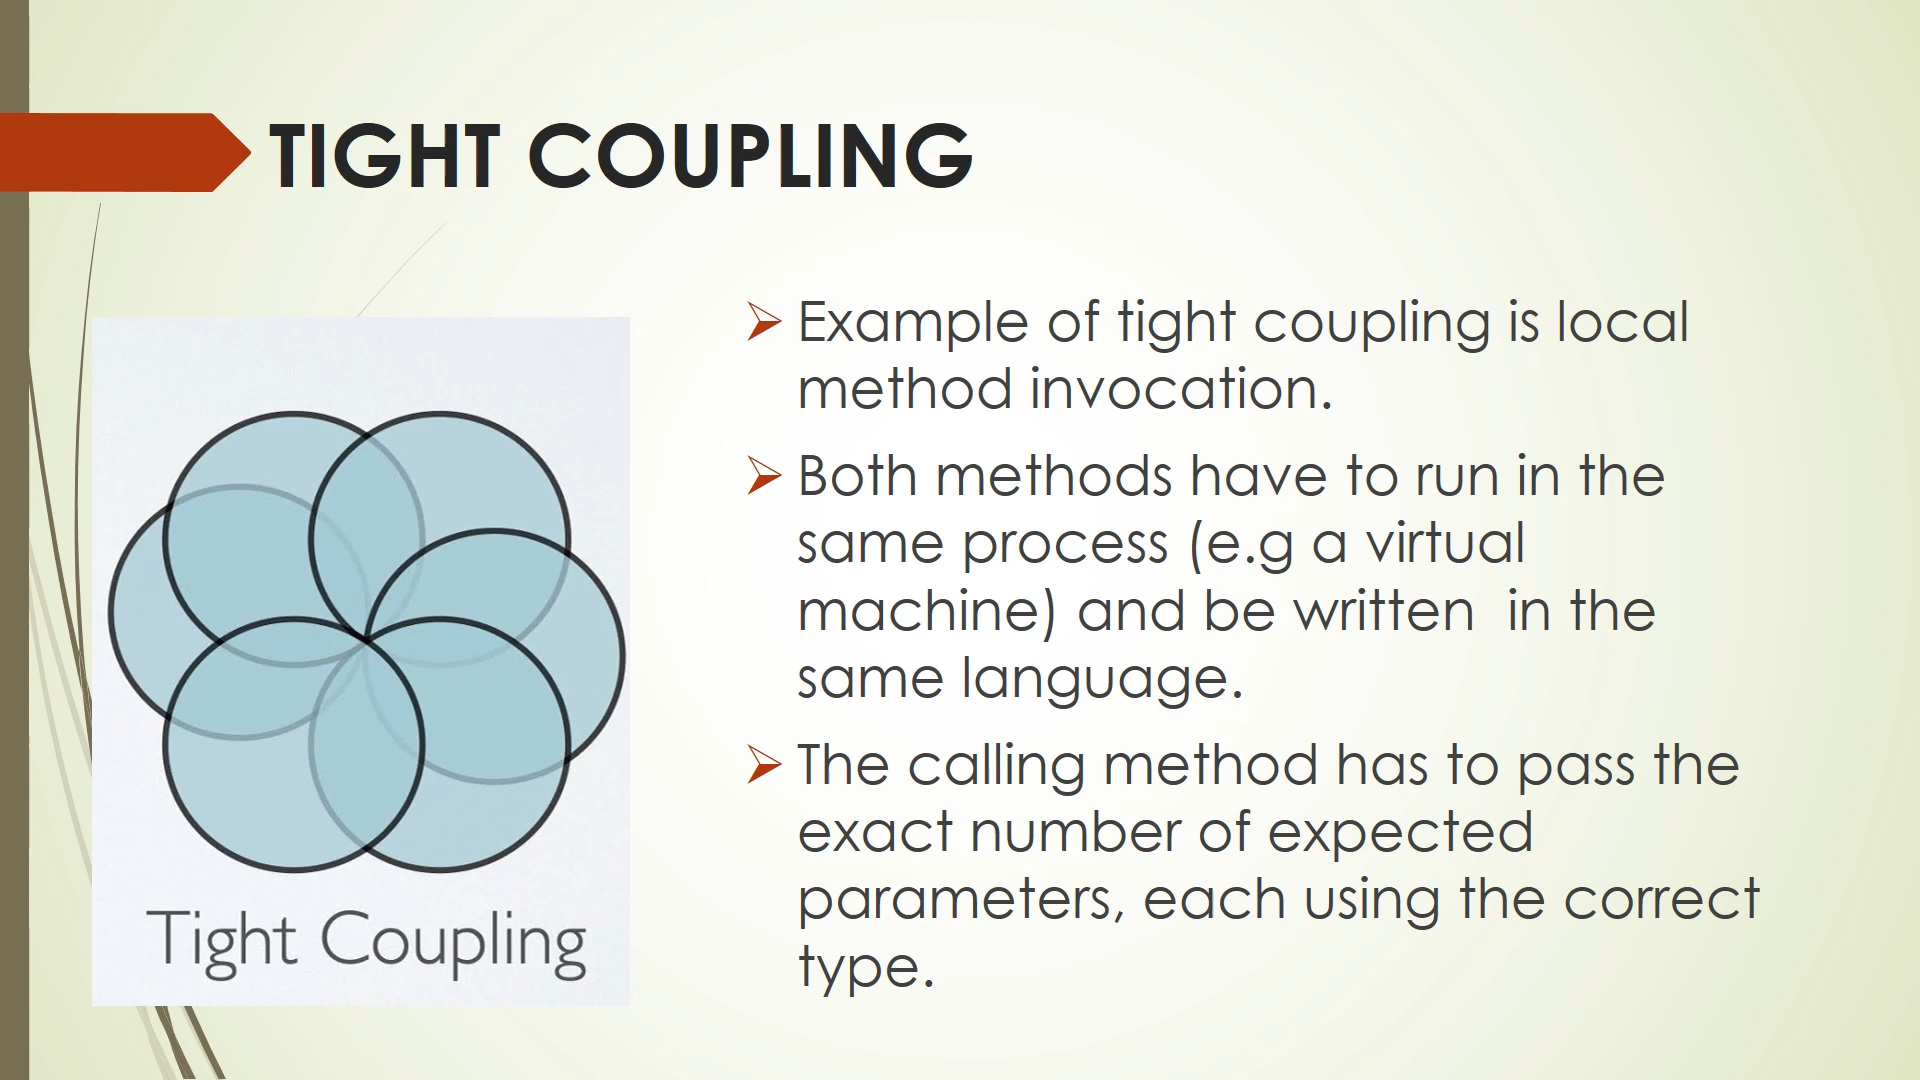 TIGHT COUPLING
Example of tight coupling is local
method invocation.
Both methods have to run in the
same process (e.g a virtual
machine) and be written  in the
same language.
The calling method has to pass the
exact number of expected
parameters, each using the correct
type.
Tight Coupling